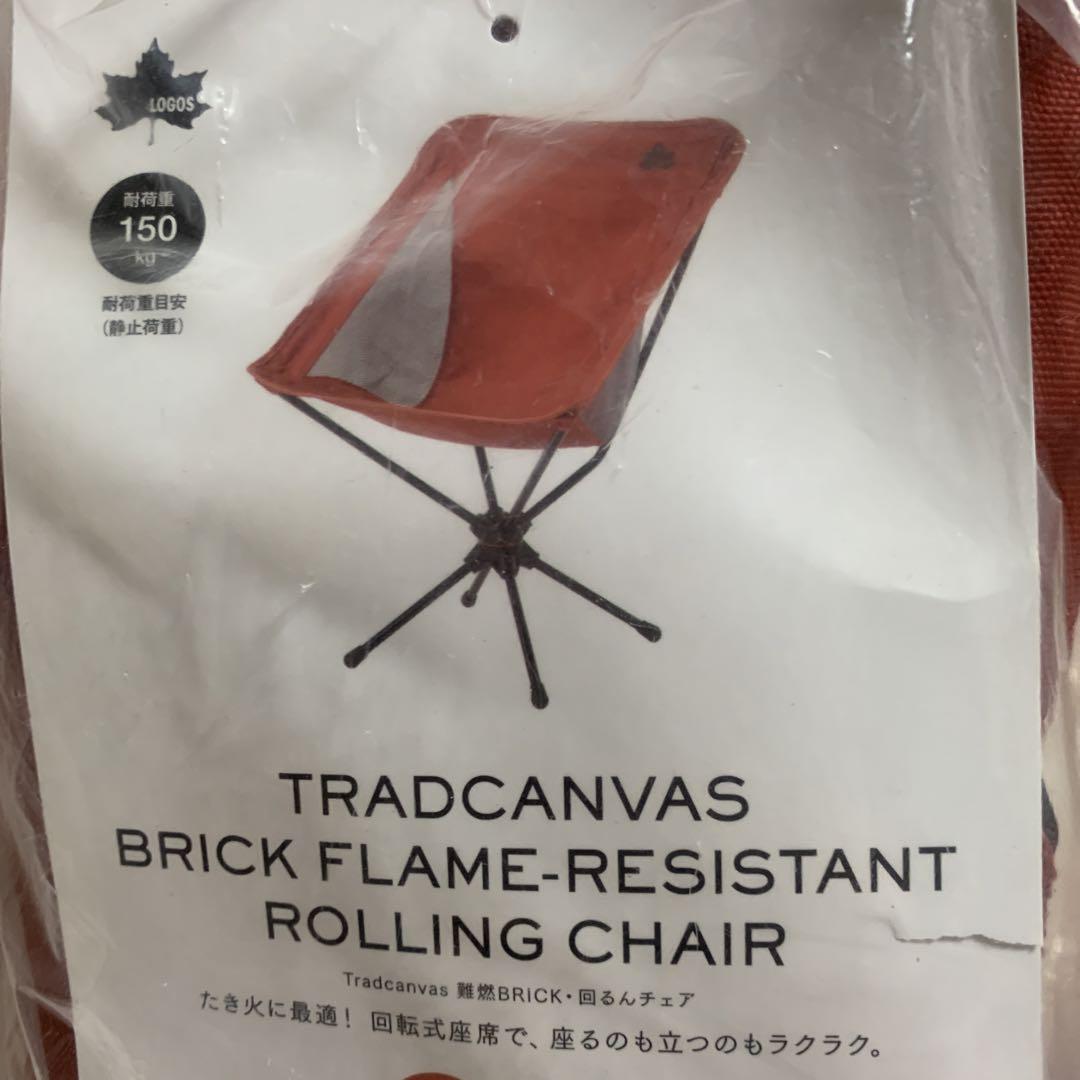 LOGOS
耐荷重
150
kg
耐荷重目安
(静止荷重)
TRADCANVAS
BRICK FLAME-RESISTANT
ROLLING CHAIR
Tradcanvas 難燃BRICK・回るんチェア
たき火に最適! 回転式座席で、座るのも立つのもラクラク。